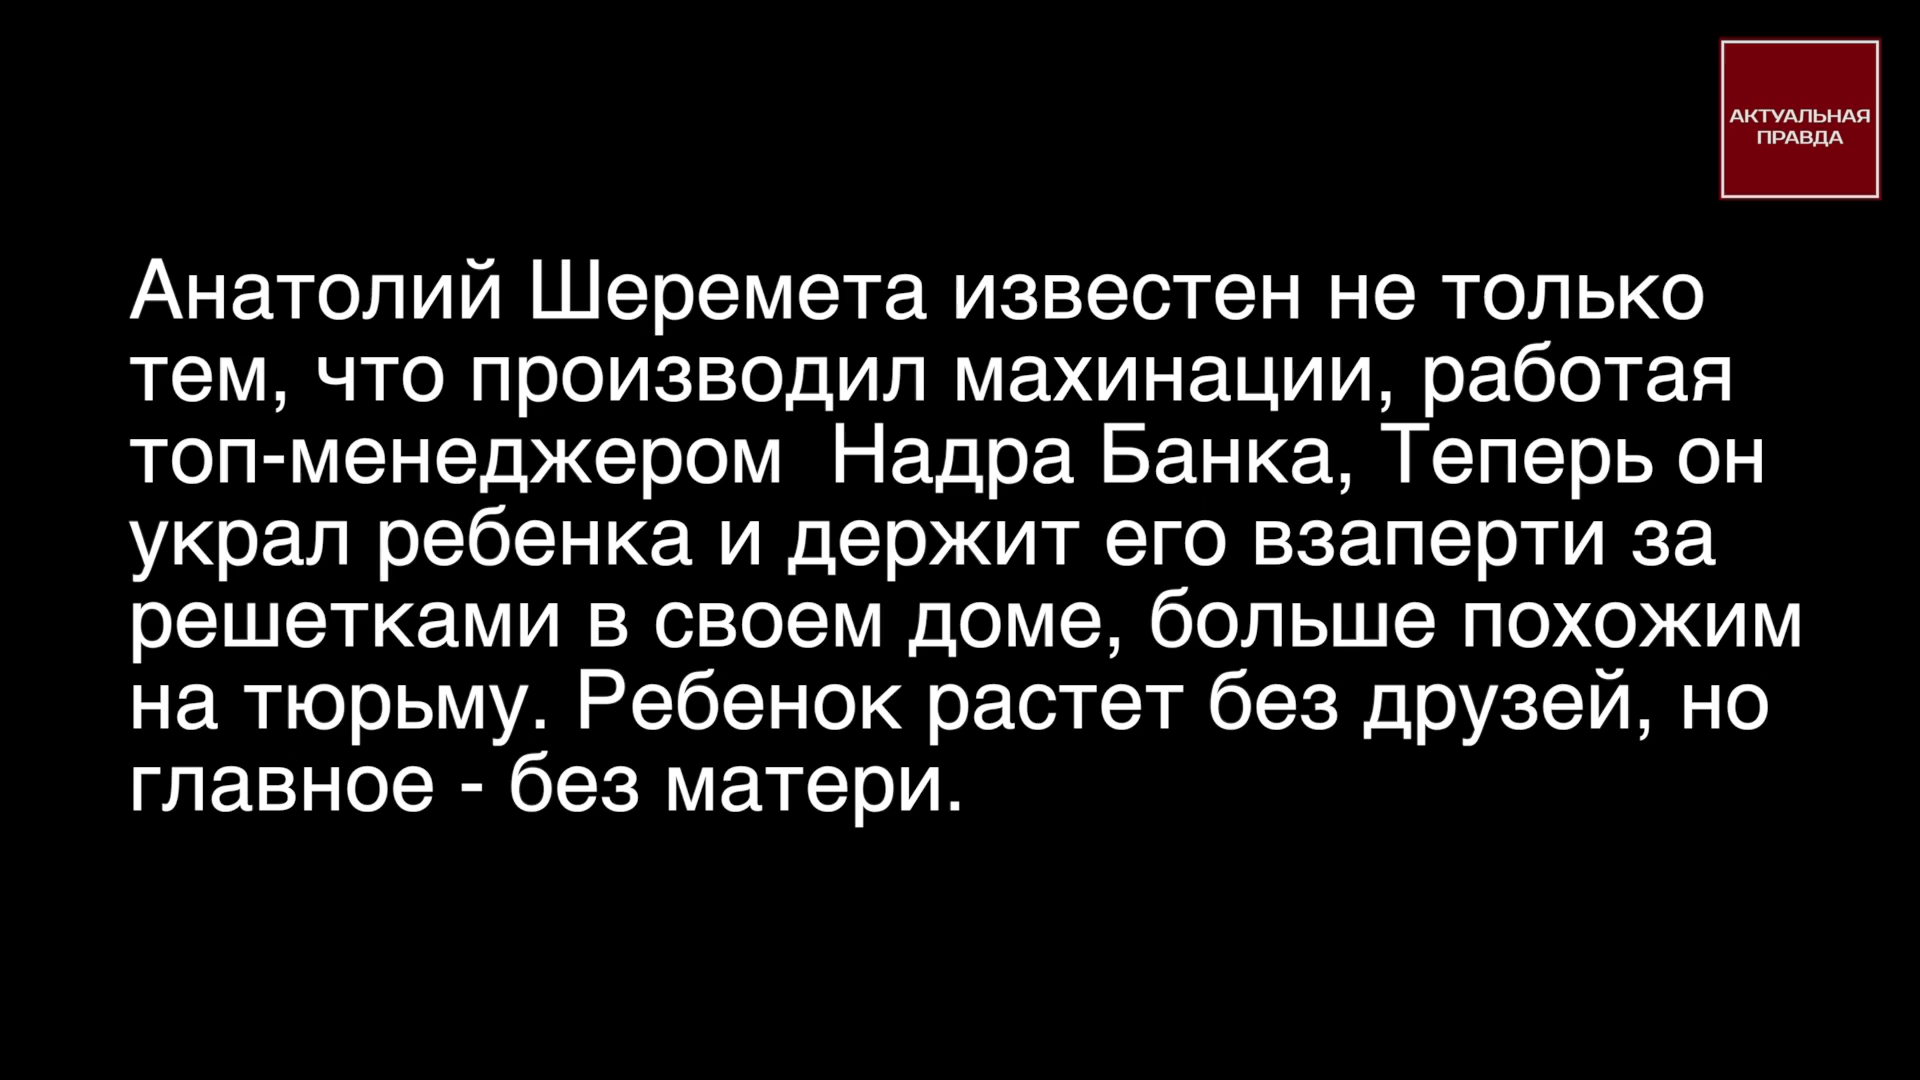 АКТУАЛЬНАЯ
ПРАВДА
Анатолий Шеремета известен не только
тем, что производил махинации, работая
топ-менеджером  Надра Банка, Теперь он
украл ребенка и держит его взаперти за
решетками в своем доме, больше похожим
на тюрьму. Ребенок растет без друзей, но
главное - без матери.